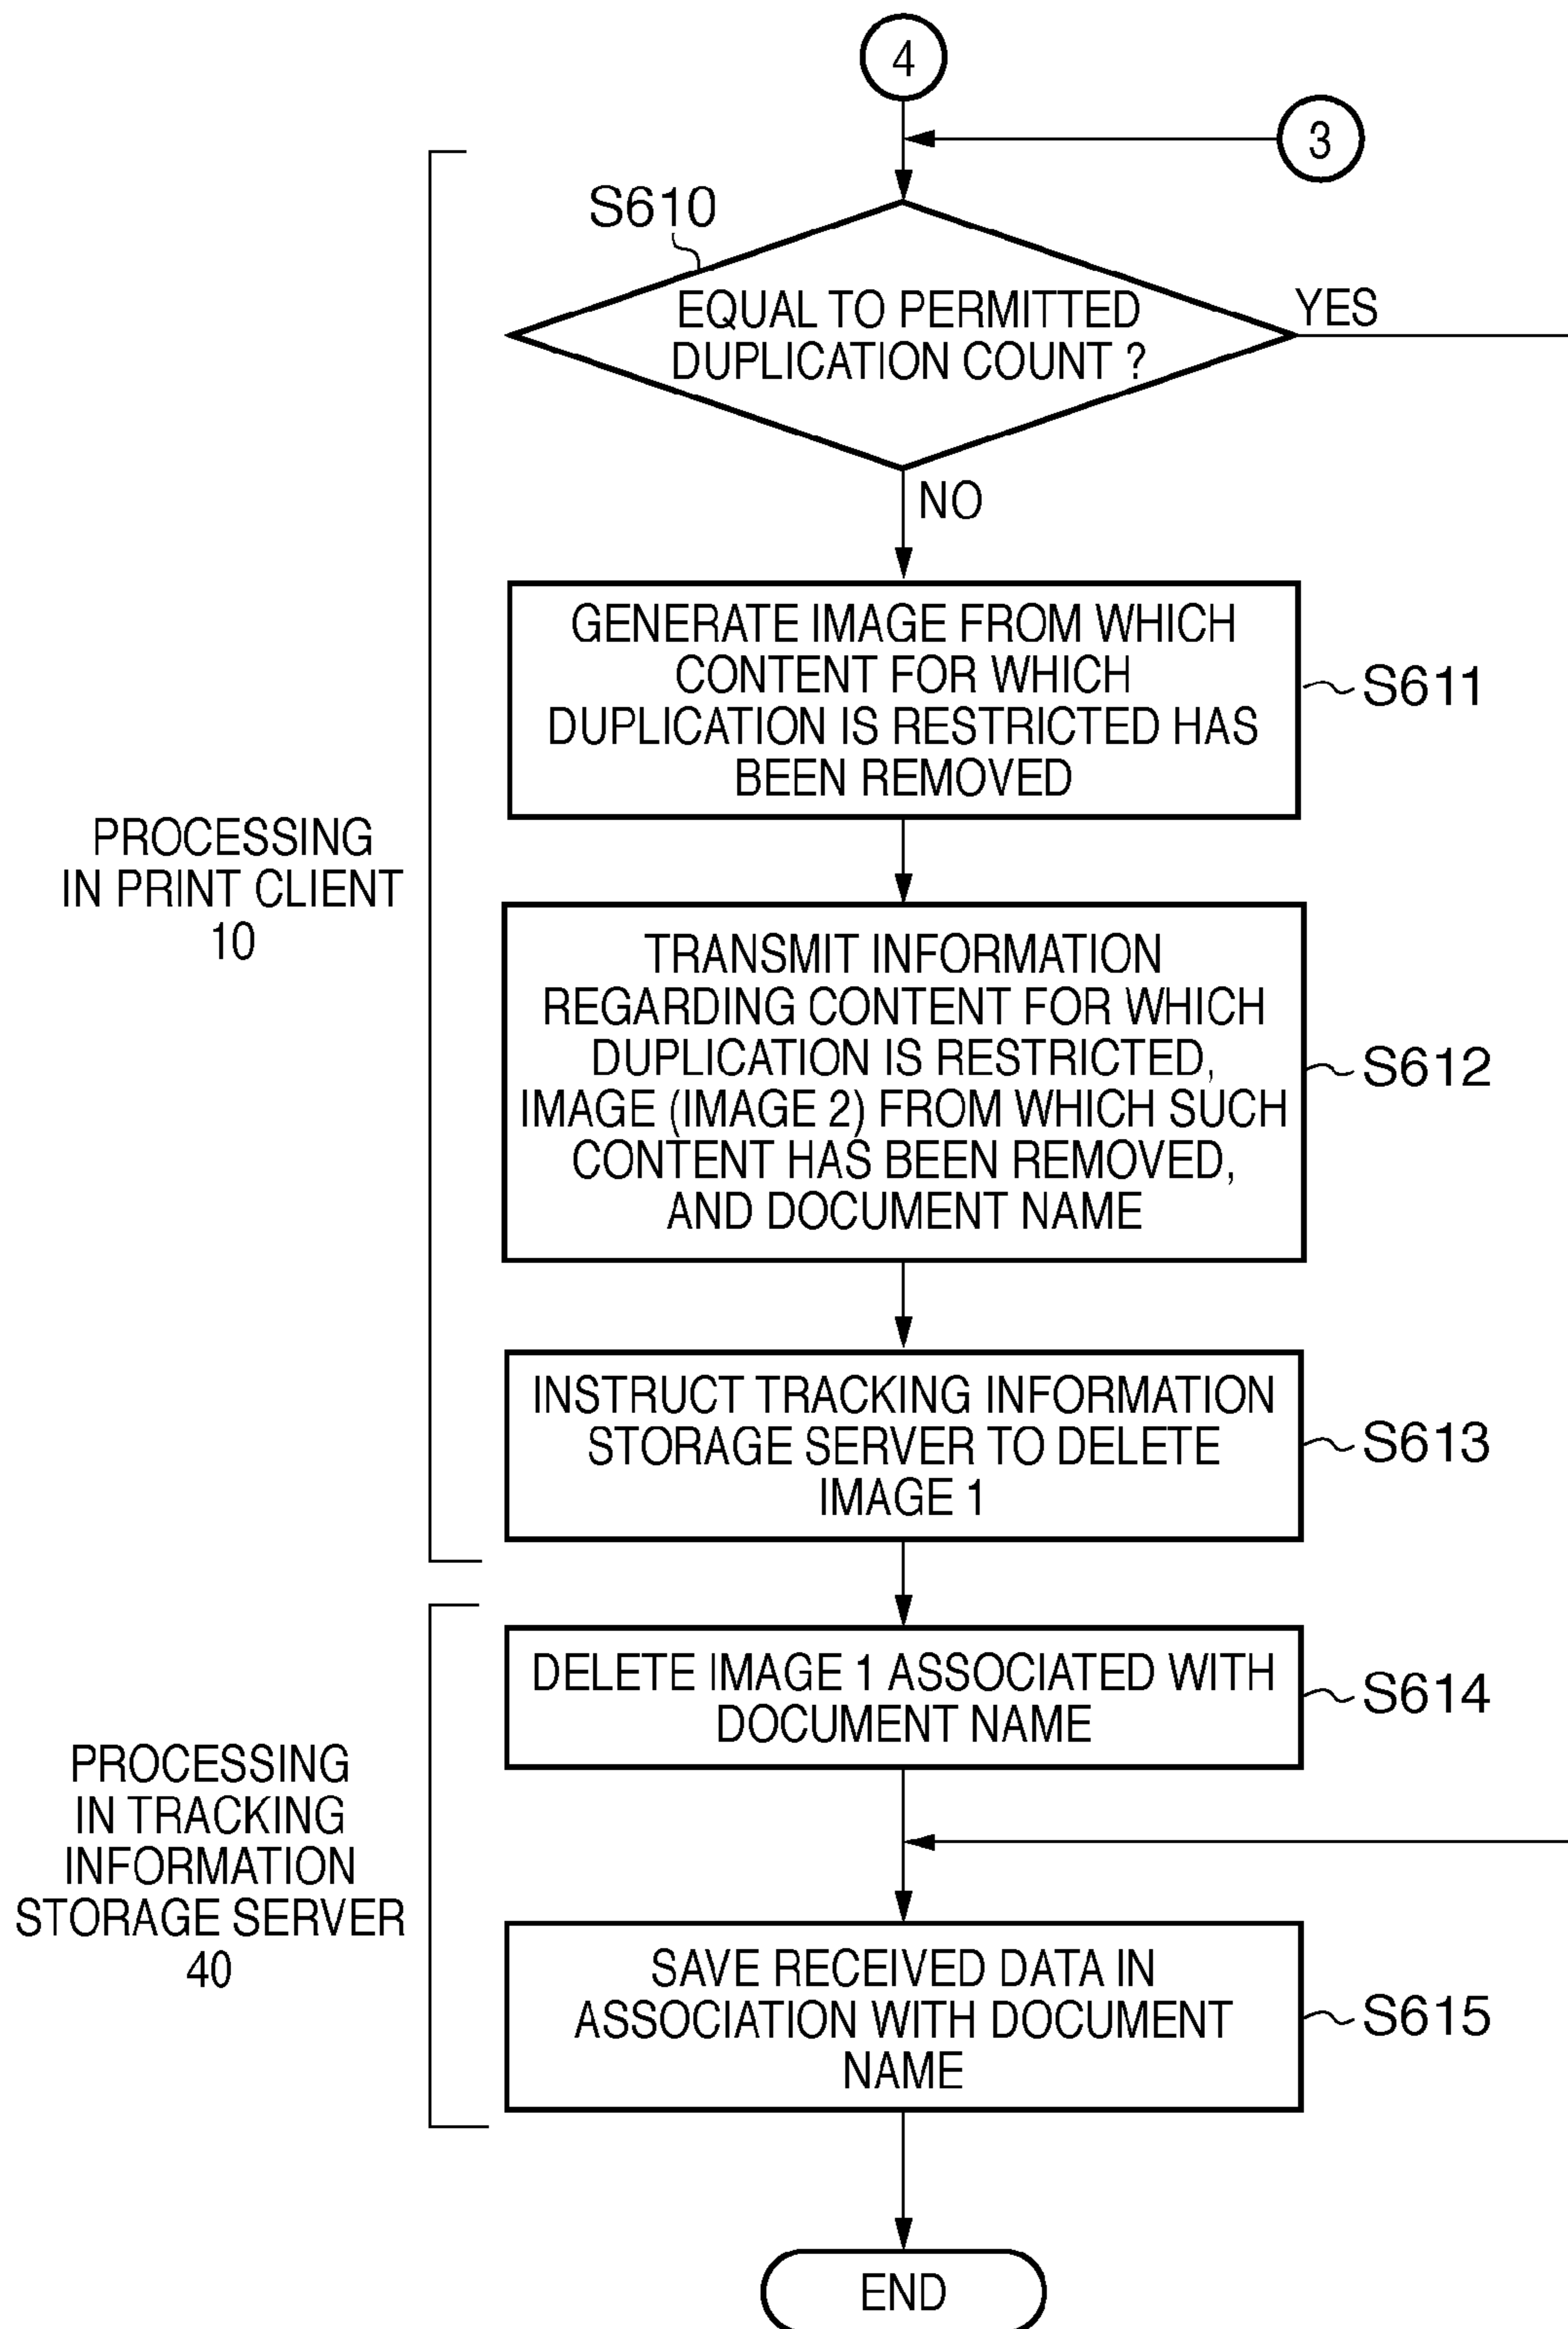 4
3
S610
EQUAL TO PERMITTED
DUPLICATION COUNT ?
YES
NO
GENERATE IMAGE FROM WHICH
CONTENT FOR WHICH
DUPLICATION IS RESTRICTED HAS
BEEN REMOVED
S611
PROCESSING
IN PRINT CLIENT
10
TRANSMIT INFORMATION
REGARDING CONTENT FOR WHICH
DUPLICATION IS RESTRICTED,
IMAGE (IMAGE 2) FROM WHICH SUCH
CONTENT HAS BEEN REMOVED,
AND DOCUMENT NAME
S612
INSTRUCT TRACKING INFORMATION
STORAGE SERVER TO DELETE
IMAGE 1
S613
DELETE IMAGE 1 ASSOCIATED WITH
DOCUMENT NAME
S614
PROCESSING
IN TRACKING
INFORMATION
STORAGE SERVER
40
SAVE RECEIVED DATA IN
ASSOCIATION WITH DOCUMENT
NAME
S615
END